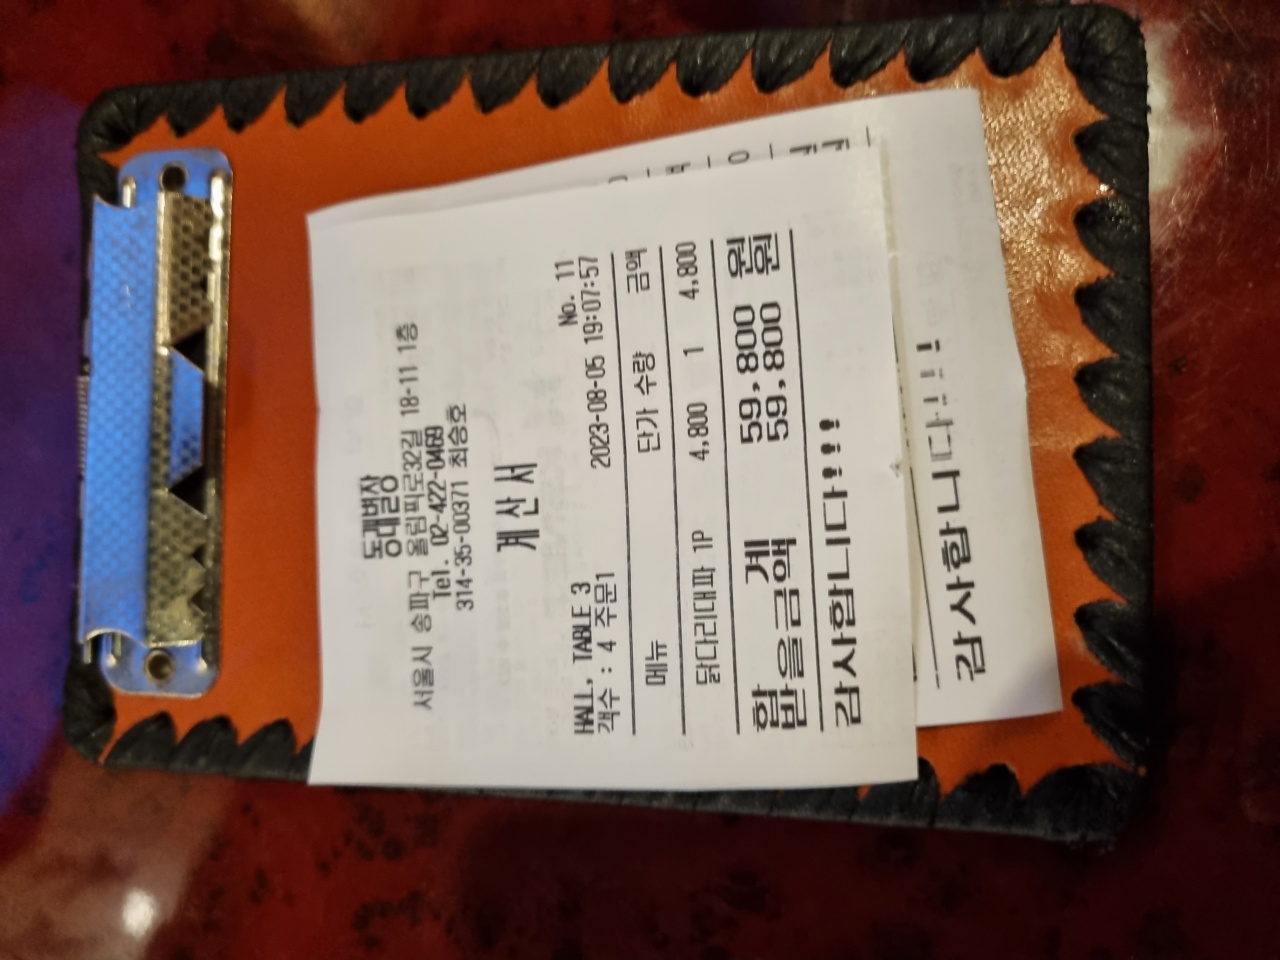 도깨비장
서울시 송파구 올림픽로32길 18-11 1층
Tel. 02-422-0469
314-35-00371 최승호
계 산 서
No. 11
HALL, TABLE 3
2023-08-05 19:07:57
객수 : 4 주문1
메뉴 단가 수량 금액
닭다리대파 1P 4,800 1 4,800
합 계 59,800 원
받을금액 59,800 원
감사합니다!!!
감사합니다!!!